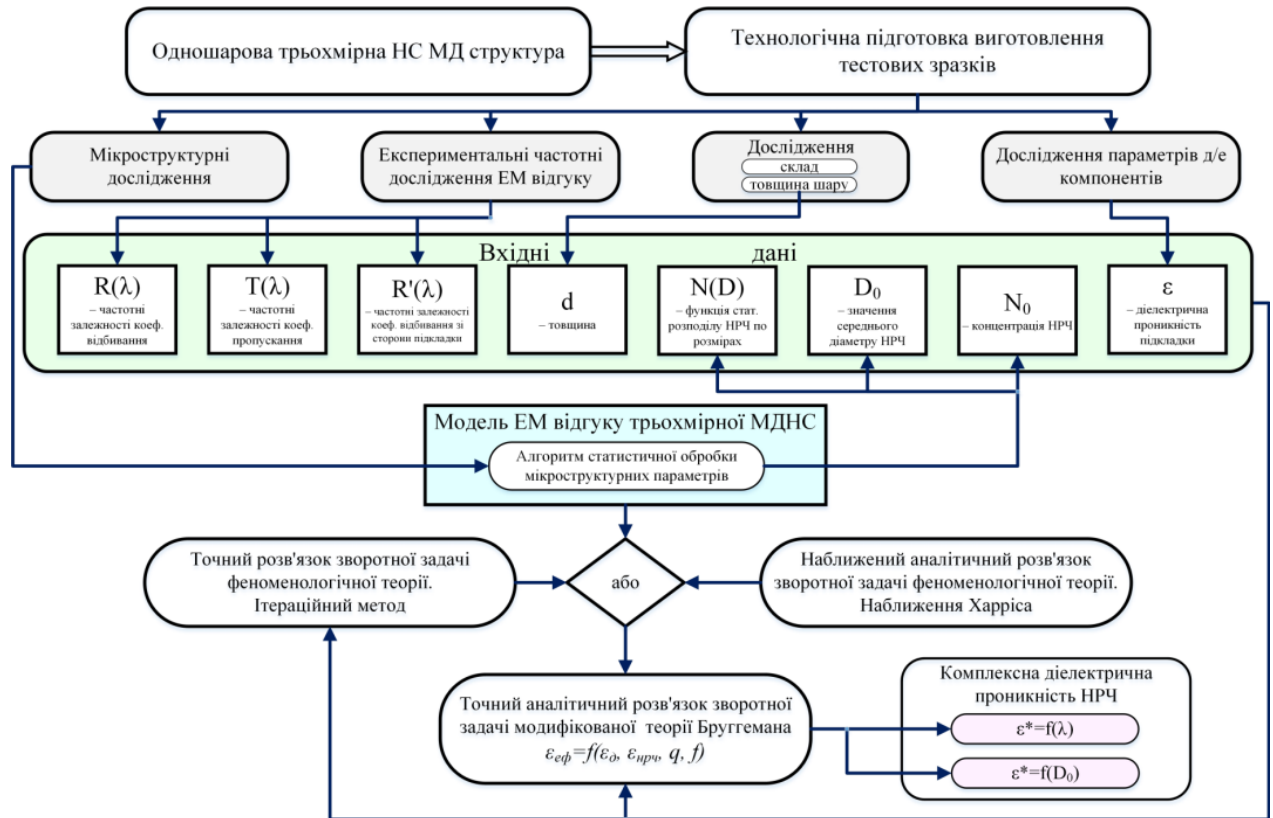 Одношарова трьохмірна НС МД структура
Технологічна підготовка виготовлення
тестових зразків
Мікроструктурні
дослідження
Експериментальні частотні
дослідження ЕМ відгуку
Дослідження
склад
товщина шару
Дослідження параметрів д/е
компонентів
Вхідні дані
R(λ)
– частотні
залежності коеф.
відбивання
T(λ)
– частотні
залежності коеф.
пропускання
R'(λ)
– частотні залежності
коеф. відбивання зі
сторони підкладки
d
– товщина
N(D)
– функція стат.
розподілу НРЧ по
розмірах
D₀
– значення
середнього
діаметру НРЧ
N₀
– концентрація НРЧ
ε
– діелектрична
проникність
підкладки
Модель ЕМ відгуку трьохмірної МДНС
Алгоритм статистичної обробки
мікроструктурних параметрів
Точний розв'язок зворотної задачі
феноменологічної теорії.
Ітераційний метод
або
Наближений аналітичний розв'язок
зворотної задачі феноменологічної теорії.
Наближення Харріса
Точний аналітичний розв'язок зворотної
задачі модифікованої теорії Бруггемана
εеф=f(εд, εнрч, q, f)
Комплексна діелектрична
проникність НРЧ
ε*=f(λ)
ε*=f(D₀)